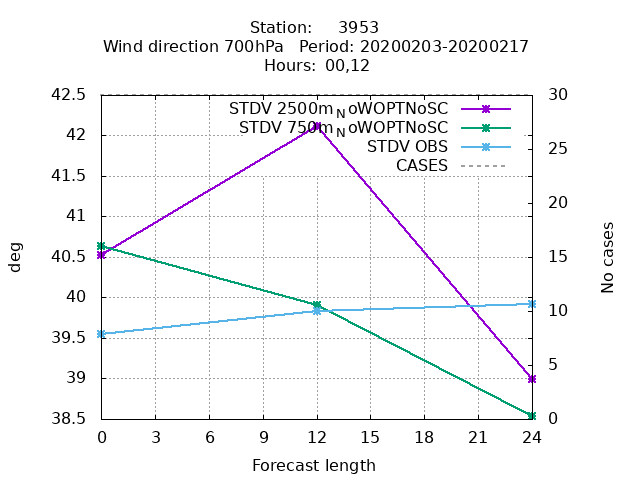 Station: 3953
Wind direction 700hPa Period: 20200203-20200217
Hours: 00,12
42.5
42
41.5
41
40.5
40
39.5
39
38.5
deg
STDV 2500m_NoWOPTNoSC
STDV 750m_NoWOPTNoSC
STDV OBS
CASES
30
25
20
15
10
5
0
No cases
0 3 6 9 12 15 18 21 24
Forecast length